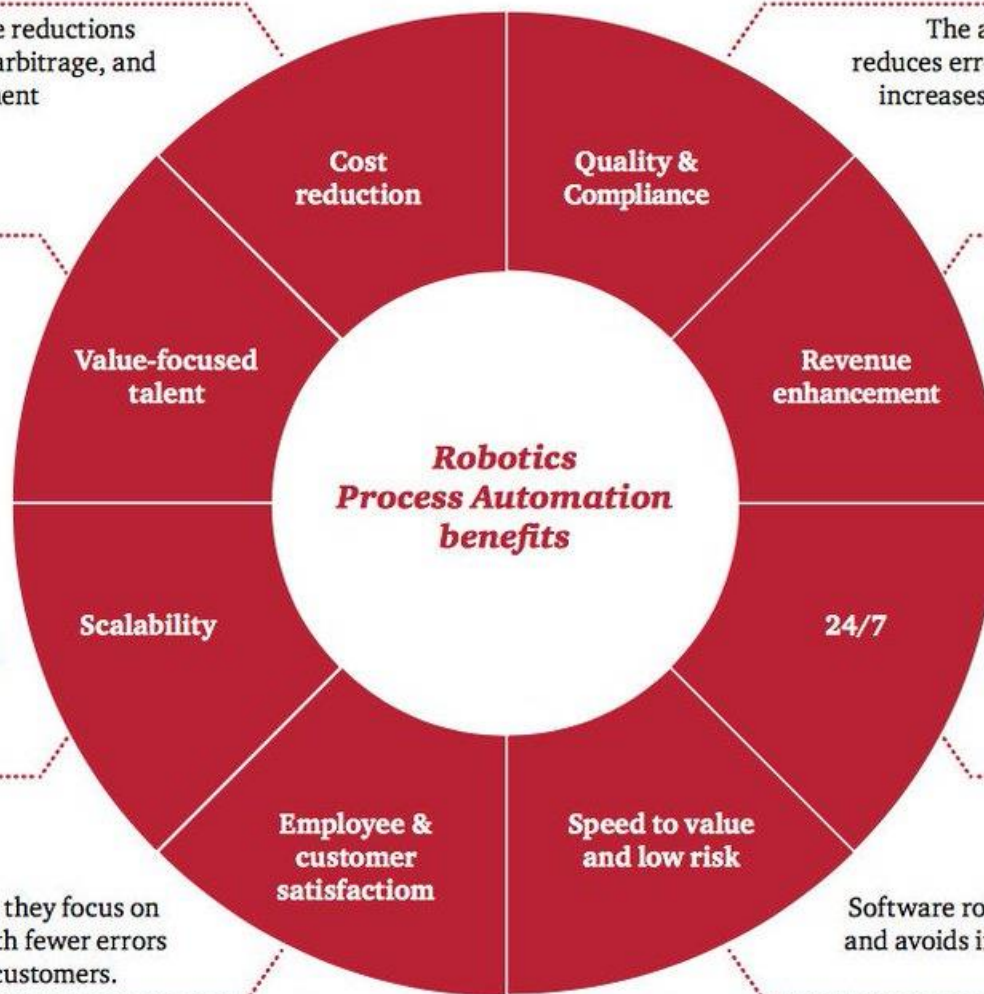 reductions
arbitrage, and
The
reduces
increases
Cost
reduction
Quality &
Compliance
Value-focused
talent
Revenue
enhancement
Robotics
Process Automation
benefits
Scalability
24/7
Employee &
customer
satisfactiom
Speed to value
and low risk
they focus on
fewer errors
customers.
Software
and avoids